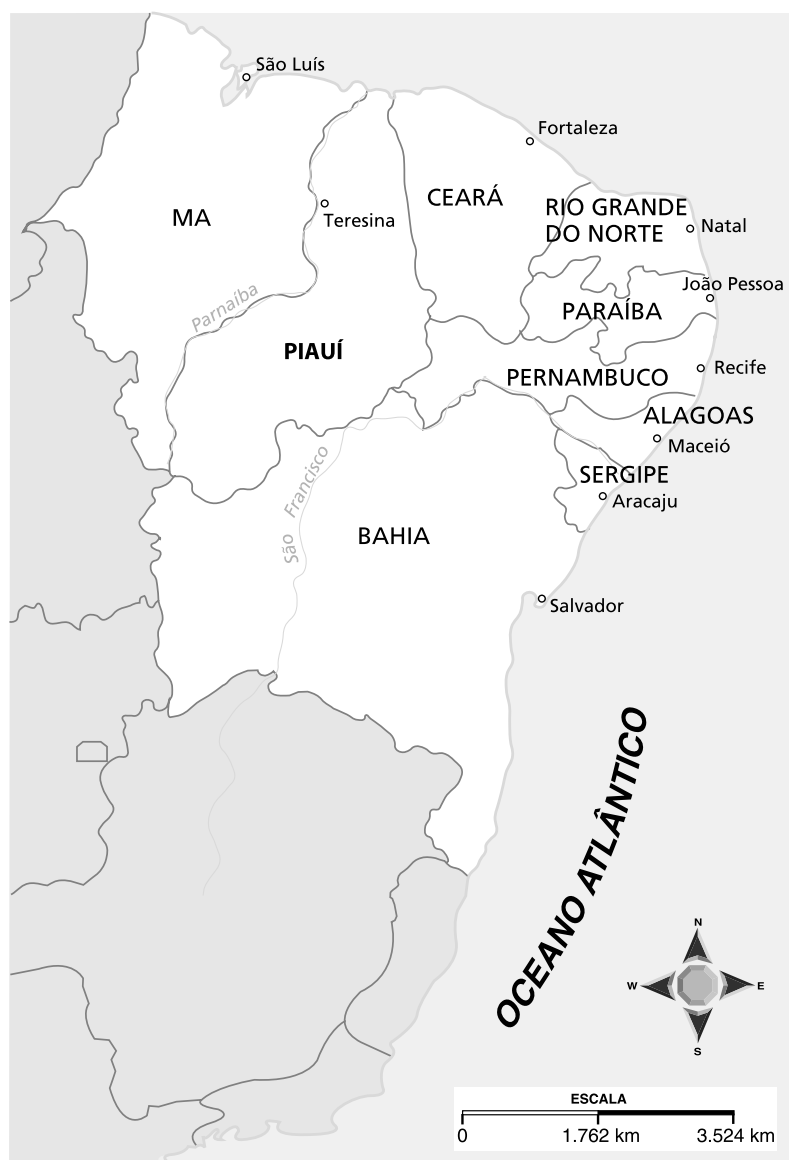 São Luís
Fortaleza
CEARÁ
RIO GRANDE
DO NORTE
MA
Teresina
Natal
João Pessoa
Parnaíba
PARAÍBA
PIAUÍ
Recife
PERNAMBUCO
ALAGOAS
Maceió
SERGIPE
Aracaju
São Francisco
BAHIA
Salvador
OCEANO ATLÂNTICO
N
W
E
S
ESCALA
0 1.762 km 3.524 km